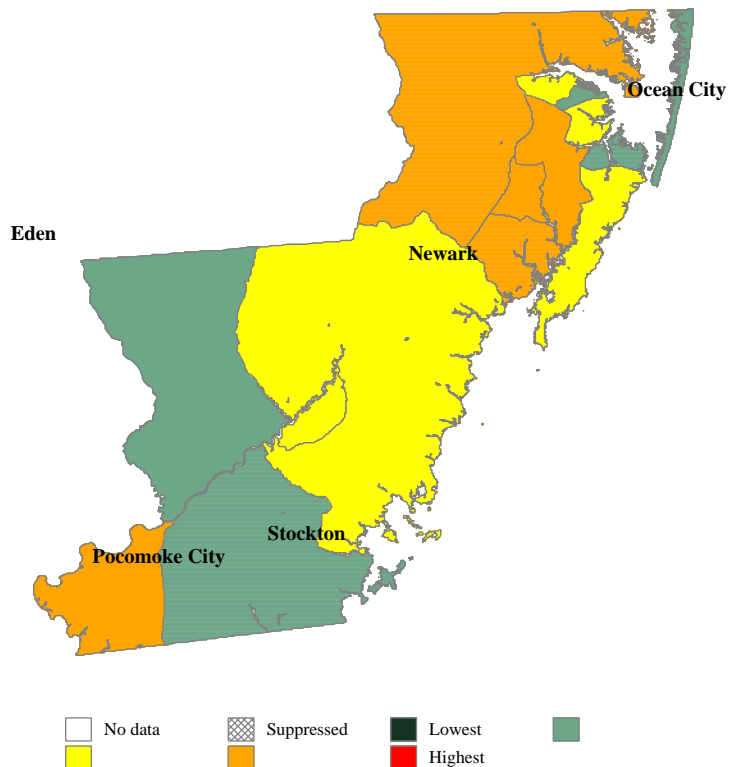 Ocean City
Eden
Newark
Stockton
Pocomoke City
No data
Suppressed
Lowest
Highest